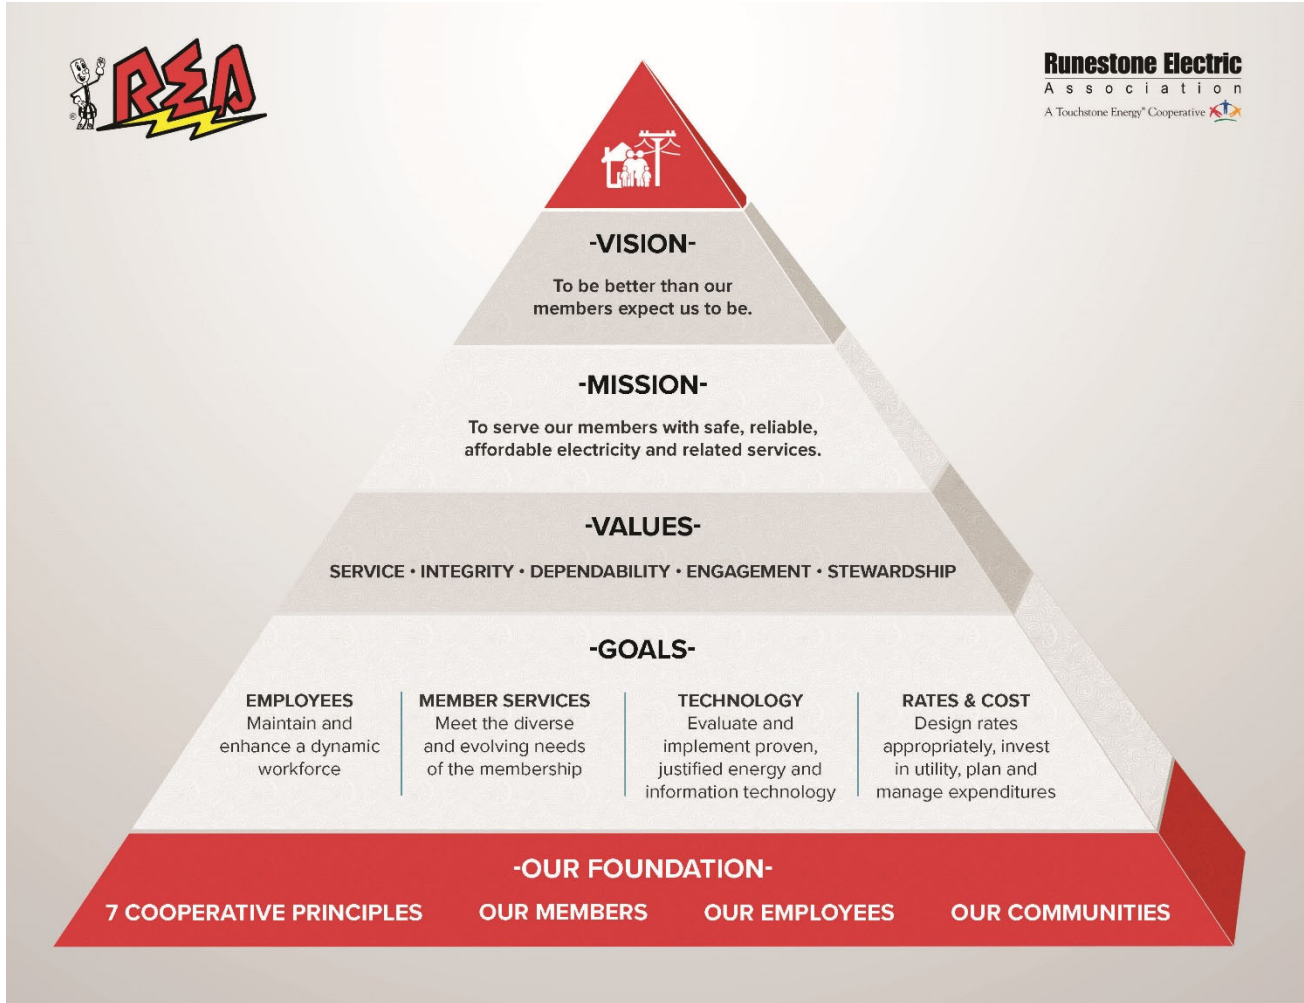 REA
®
Runestone Electric
Association
A Touchstone Energy® Cooperative
-VISION-
To be better than our
members expect us to be.
-MISSION-
To serve our members with safe, reliable,
affordable electricity and related services.
-VALUES-
SERVICE • INTEGRITY • DEPENDABILITY • ENGAGEMENT • STEWARDSHIP
-GOALS-
EMPLOYEES
Maintain and
enhance a dynamic
workforce
MEMBER SERVICES
Meet the diverse
and evolving needs
of the membership
TECHNOLOGY
Evaluate and
implement proven,
justified energy and
information technology
RATES & COST
Design rates
appropriately, invest
in utility, plan and
manage expenditures
-OUR FOUNDATION-
7 COOPERATIVE PRINCIPLES OUR MEMBERS OUR EMPLOYEES OUR COMMUNITIES